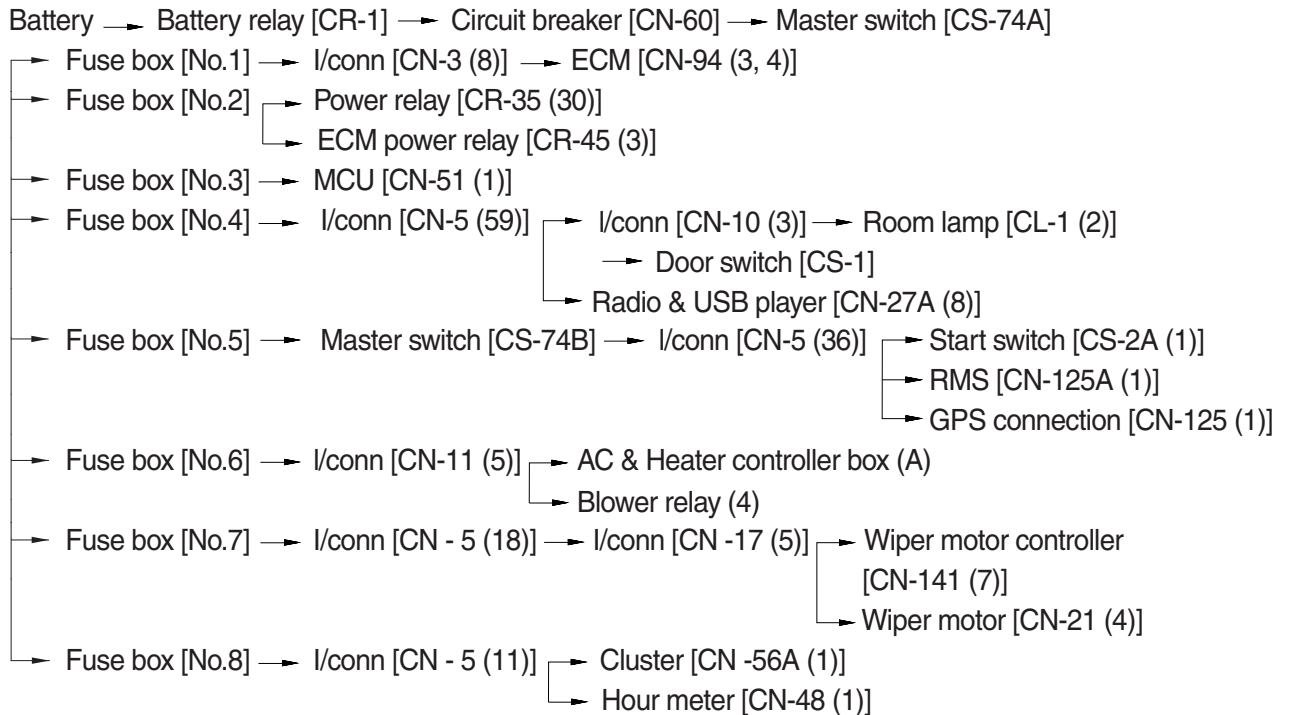 Battery → Battery relay [CR-1] → Circuit breaker [CN-60] → Master switch [CS-74A]
Fuse box [No.1] → I/conn [CN-3 (8)] → ECM [CN-94 (3, 4)]
Fuse box [No.2] → Power relay [CR-35 (30)]
→ ECM power relay [CR-45 (3)]
Fuse box [No.3] → MCU [CN-51 (1)]
Fuse box [No.4] → I/conn [CN-5 (59)] → I/conn [CN-10 (3)] → Room lamp [CL-1 (2)]
→ Door switch [CS-1]
→ Radio & USB player [CN-27A (8)]
Fuse box [No.5] → Master switch [CS-74B] → I/conn [CN-5 (36)] → Start switch [CS-2A (1)]
→ RMS [CN-125A (1)]
→ GPS connection [CN-125 (1)]
Fuse box [No.6] → I/conn [CN-11 (5)] → AC & Heater controller box (A)
→ Blower relay (4)
Fuse box [No.7] → I/conn [CN - 5 (18)] → I/conn [CN -17 (5)] → Wiper motor controller
[CN-141 (7)]
→ Wiper motor [CN-21 (4)]
Fuse box [No.8] → I/conn [CN - 5 (11)] → Cluster [CN -56A (1)]
→ Hour meter [CN-48 (1)]